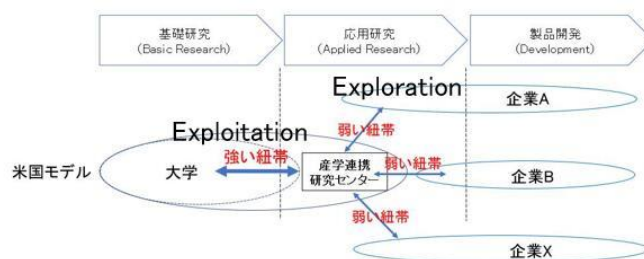 基礎研究
(Basic Research)
応用研究
(Applied Research)
製品開発
(Development)
Exploration
企業A
Exploitation
弱い紐帯
強い紐帯
米国モデル
大学
産学連携
研究センター
弱い紐帯
企業B
弱い紐帯
企業X